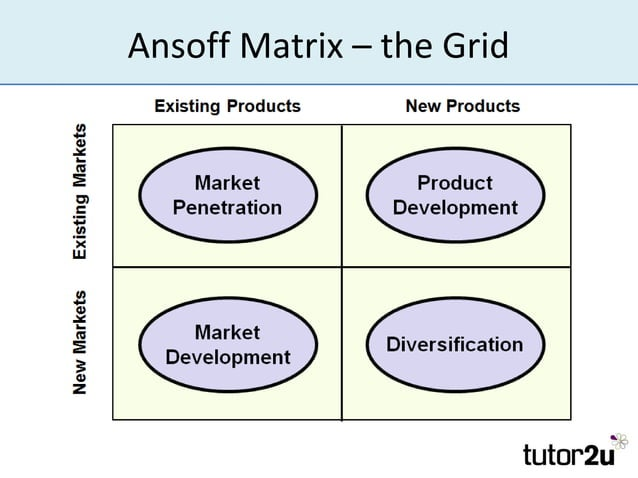 Ansoff Matrix – the Grid
Existing Products
New Products
Existing Markets
Market
Penetration
Product
Development
New Markets
Market
Development
Diversification
tutor2u